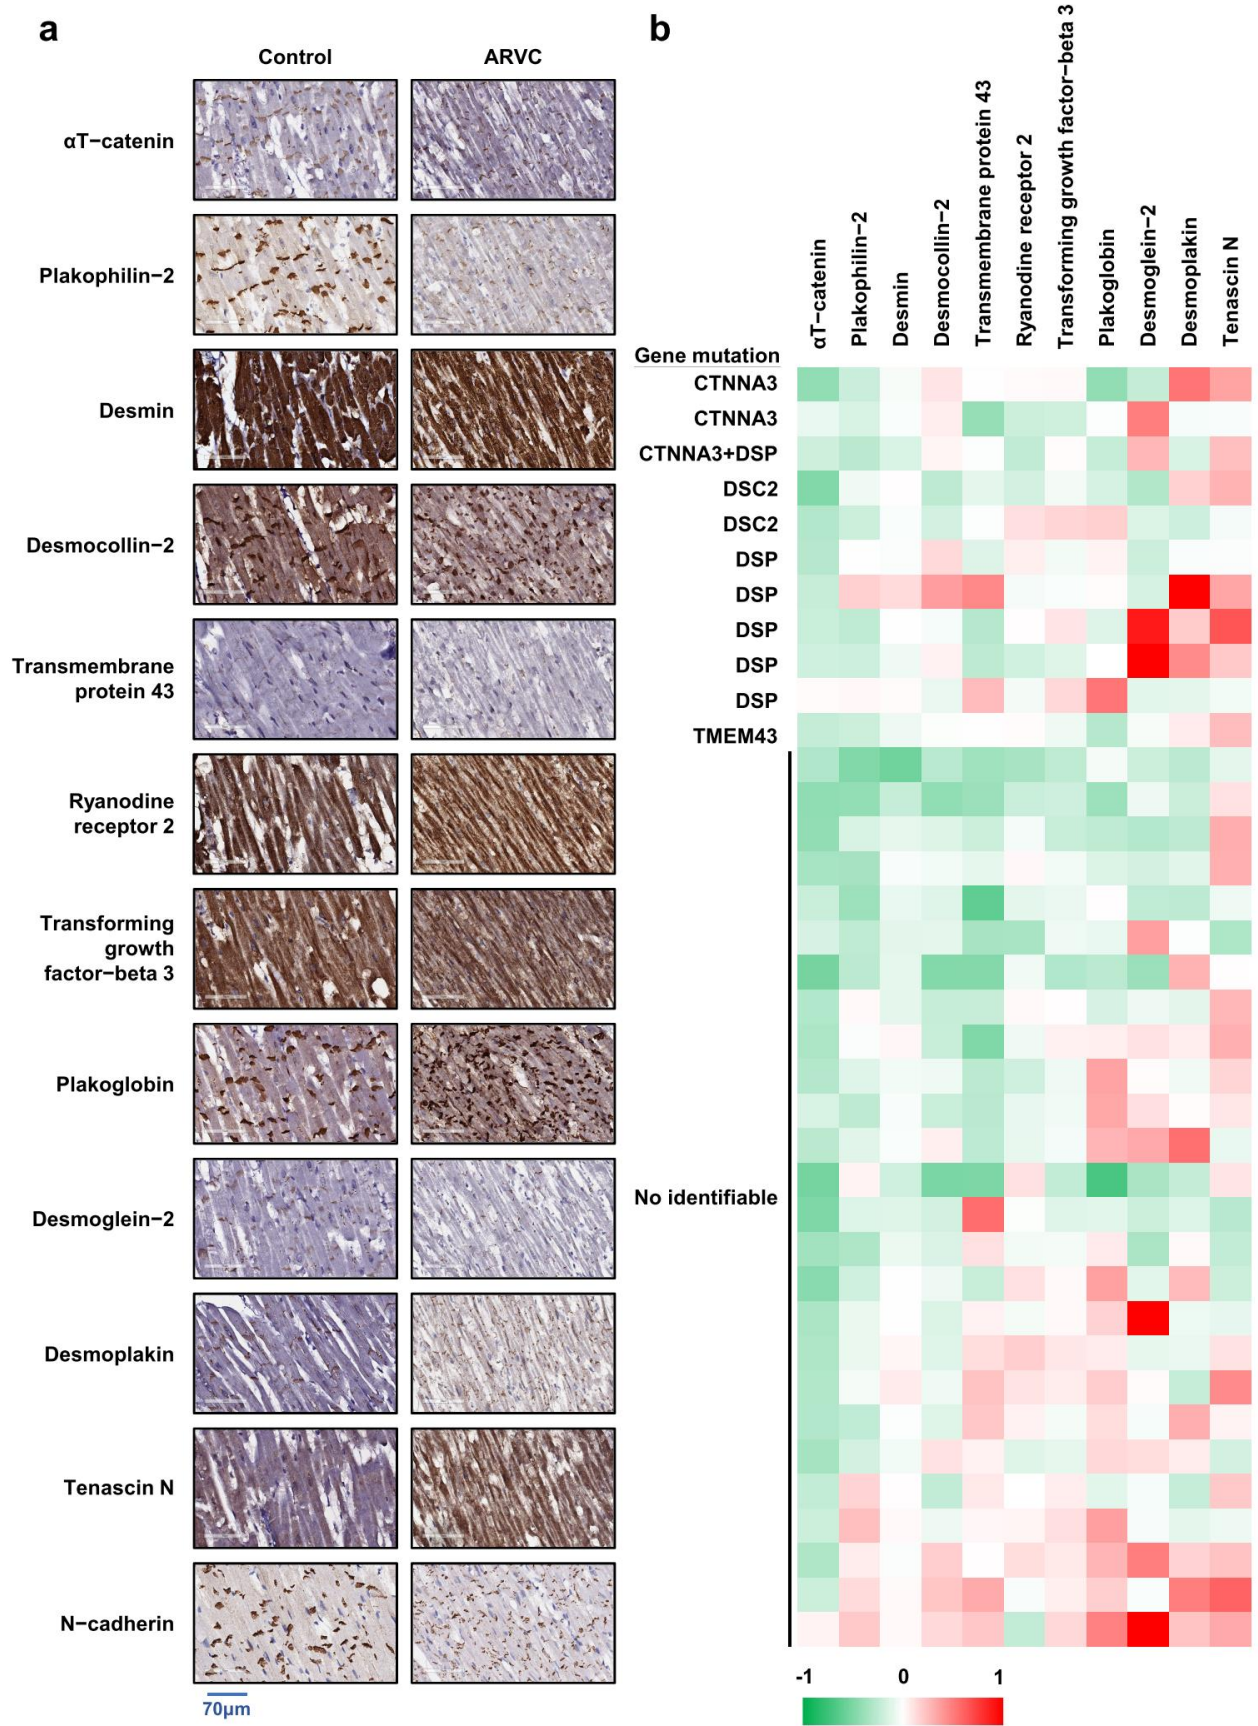 a
Control
ARVC
αT−catenin
Plakophilin−2
Desmin
Desmocollin−2
Transmembrane
protein 43
Ryanodine
receptor 2
Transforming
growth
factor−beta 3
Plakoglobin
Desmoglein−2
Desmoplakin
Tenascin N
N−cadherin
70μm
b
αT−catenin
Plakophilin−2
Desmin
Desmocollin−2
Transmembrane protein 43
Ryanodine receptor 2
Transforming growth factor−beta 3
Plakoglobin
Desmoglein−2
Desmoplakin
Tenascin N
Gene mutation
CTNNA3
CTNNA3
CTNNA3+DSP
DSC2
DSC2
DSP
DSP
DSP
DSP
DSP
TMEM43
No identifiable
-1 0 1